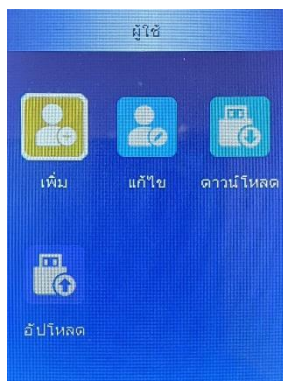 ผู้ใช้
เพิ่ม
แก้ไข
ดาวน์โหลด
อัปโหลด